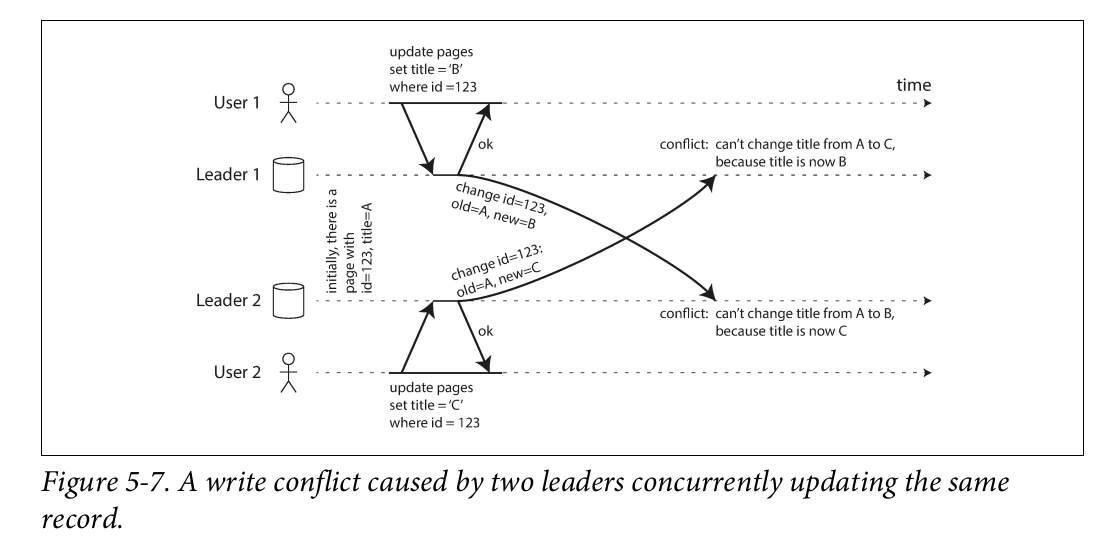 update pages
set title = ‘B’
where id =123
time
User 1
ok
conflict: can’t change title from A to C,
because title is now B
Leader 1
change id=123,
old=A, new=B
initially, there is a
page with
id=123, title=A
change id=123:
old=A, new=C
Leader 2
conflict: can’t change title from A to B,
because title is now C
ok
User 2
update pages
set title = ‘C’
where id = 123
Figure 5-7. A write conflict caused by two leaders concurrently updating the same
record.